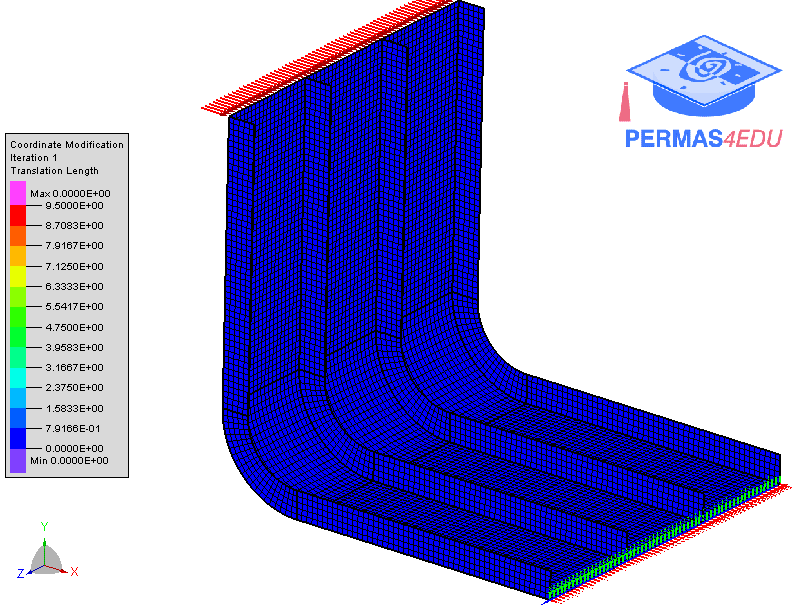 PERMAS4EDU
Coordinate Modification
Iteration 1
Translation Length
Max 0.0000E+00
9.5000E+00
8.7083E+00
7.9167E+00
7.1250E+00
6.3333E+00
5.5417E+00
4.7500E+00
3.9583E+00
3.1667E+00
2.3750E+00
1.5833E+00
7.9166E-01
0.0000E+00
Min 0.0000E+00
Y
Z
X